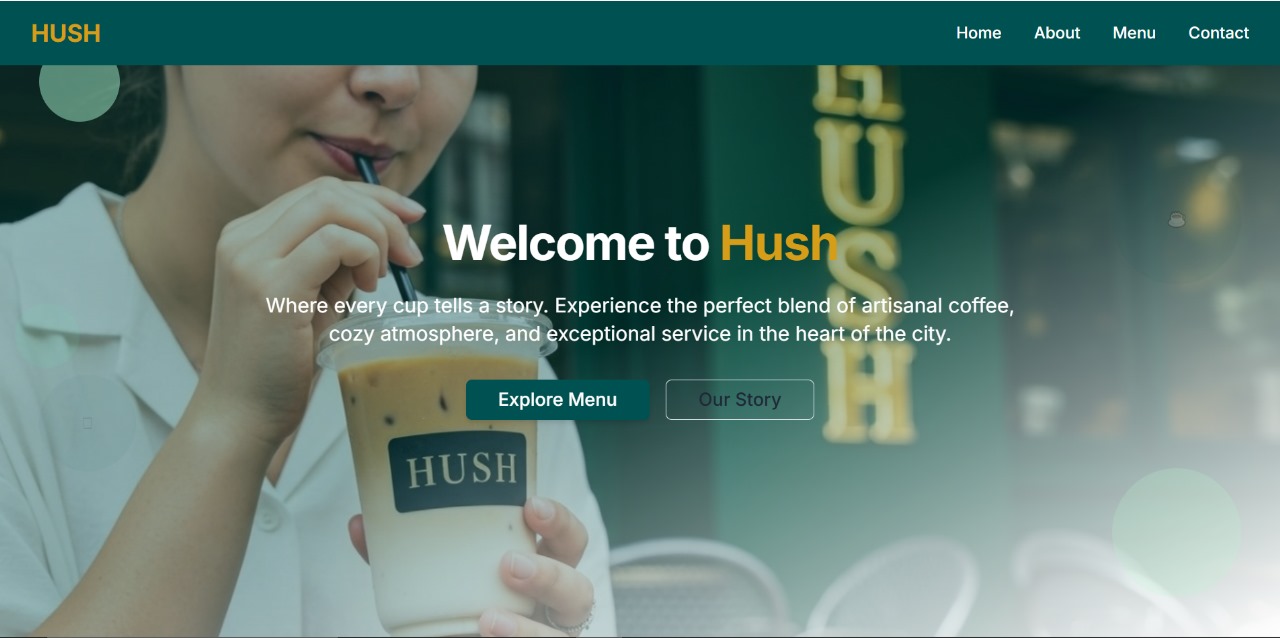 HUSH
Home About Menu Contact
HUSH
Welcome to Hush
Where every cup tells a story. Experience the perfect blend of artisanal coffee,
cozy atmosphere, and exceptional service in the heart of the city.
Explore Menu Our Story
HUSH